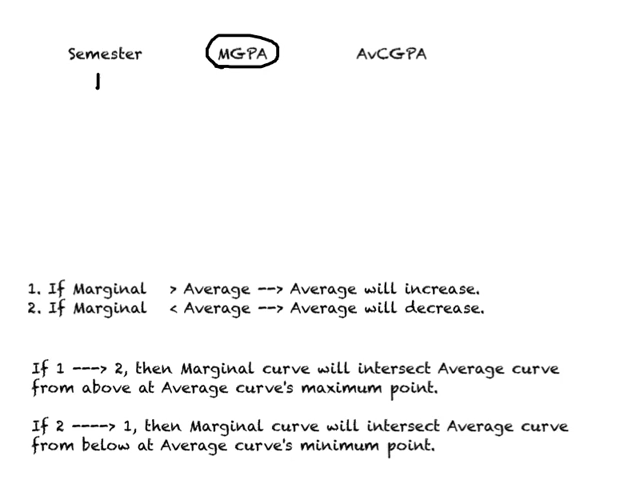 Semester MGPA AvCGPA
1
1. If Marginal > Average --> Average will increase.
2. If Marginal < Average --> Average will decrease.
If 1 ---> 2, then Marginal curve will intersect Average curve
from above at Average curve's maximum point.
If 2 ----> 1, then Marginal curve will intersect Average curve
from below at Average curve's minimum point.